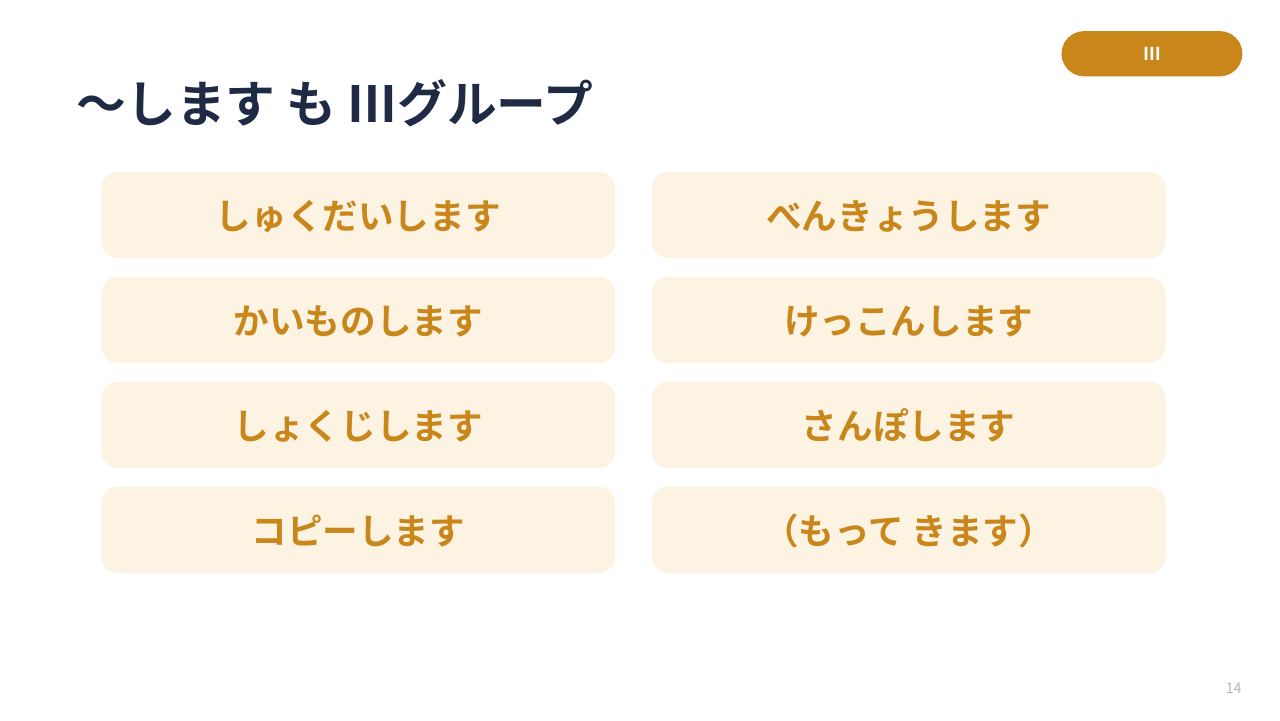 III
～します も IIIグループ
しゅくだいします
べんきょうします
かいものします
けっこんします
しょくじします
さんぽします
コピーします
（もって きます）
14